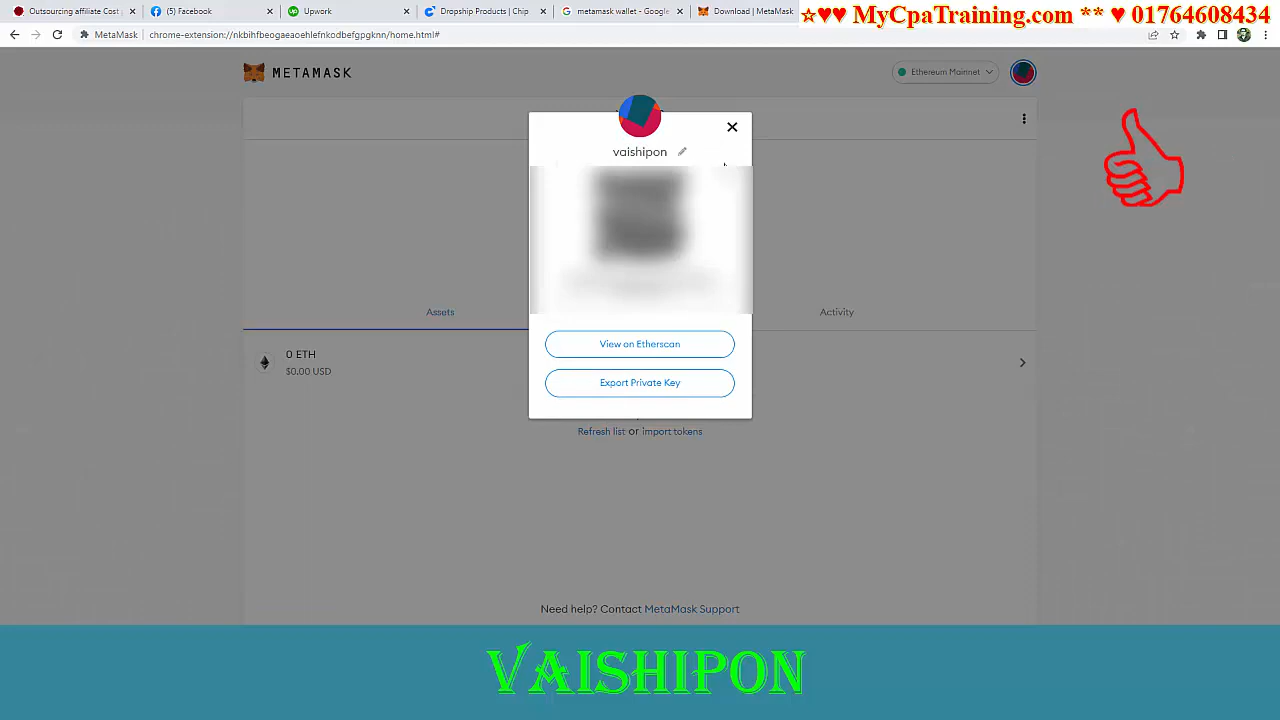 Outsourcing affiliate Cost
(5) Facebook
Upwork
Dropship Products | Chip
metamask wallet - Google
Download | MetaMask
☆♥♥ MyCpaTraining.com ** ♥ 01764608434
MetaMask
chrome-extension://nkbihfbeogaeaoehlefnkodbefgpgknn/home.html#
METAMASK
Ethereum Mainnet
vaishipon
Assets
Activity
View on Etherscan
0 ETH
$0.00 USD
Export Private Key
Refresh list or import tokens
Need help? Contact MetaMask Support
VAISHIPON